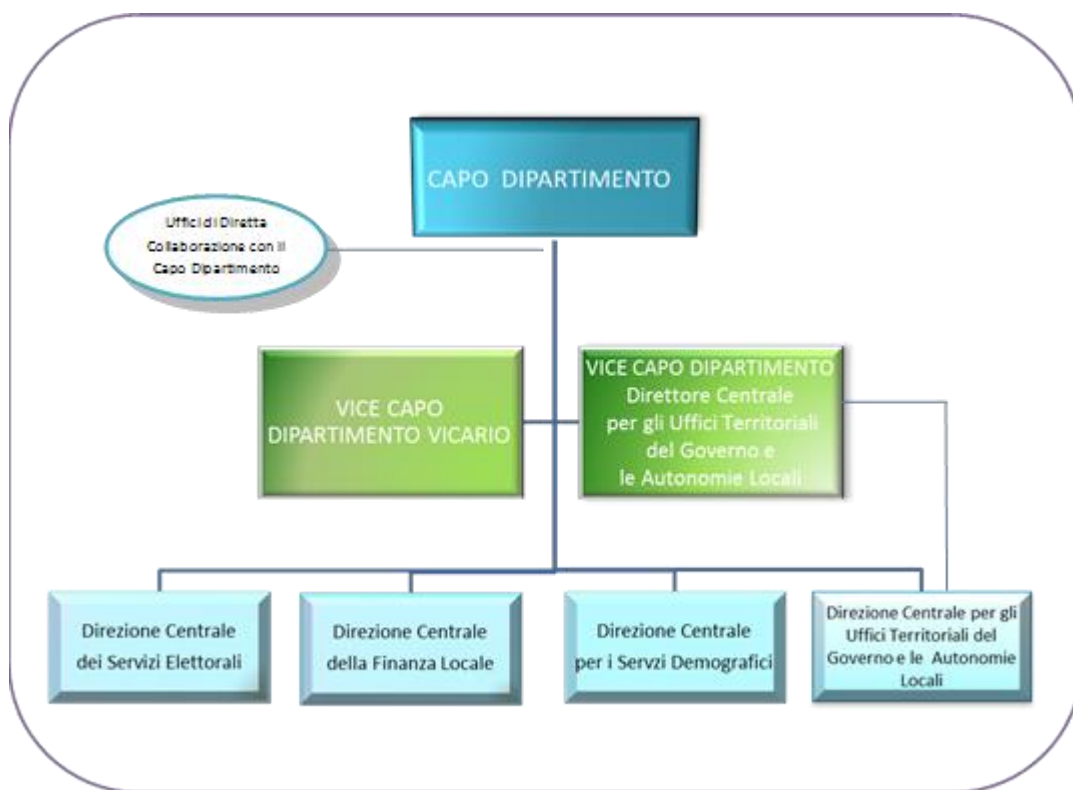 CAPO DIPARTIMENTO
Uffici di Diretta
Collaborazione con il
Capo Dipartimento
VICE CAPO
DIPARTIMENTO VICARIO
VICE CAPO DIPARTIMENTO
Direttore Centrale
per gli Uffici Territoriali
del Governo e
le Autonomie Locali
Direzione Centrale
dei Servizi Elettorali
Direzione Centrale
della Finanza Locale
Direzione Centrale
per i Servzi Demografici
Direzione Centrale per gli
Uffici Territoriali del
Governo e le Autonomie
Locali